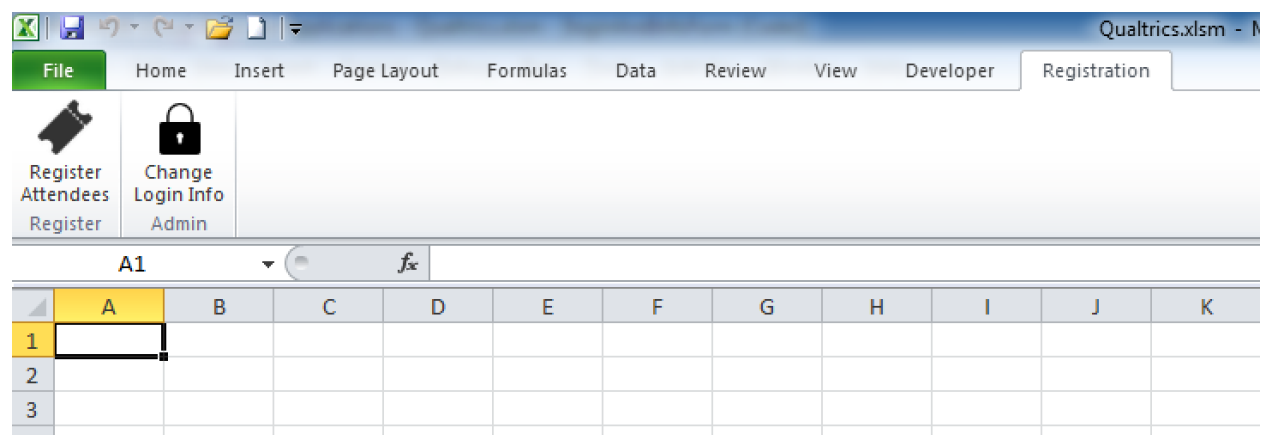 Qualtrics.xlsm -
File Home Insert Page Layout Formulas Data Review View Developer Registration
Register Change
Attendees Login Info
Register Admin
A1 fx
A B C D E F G H I J K
1
2
3